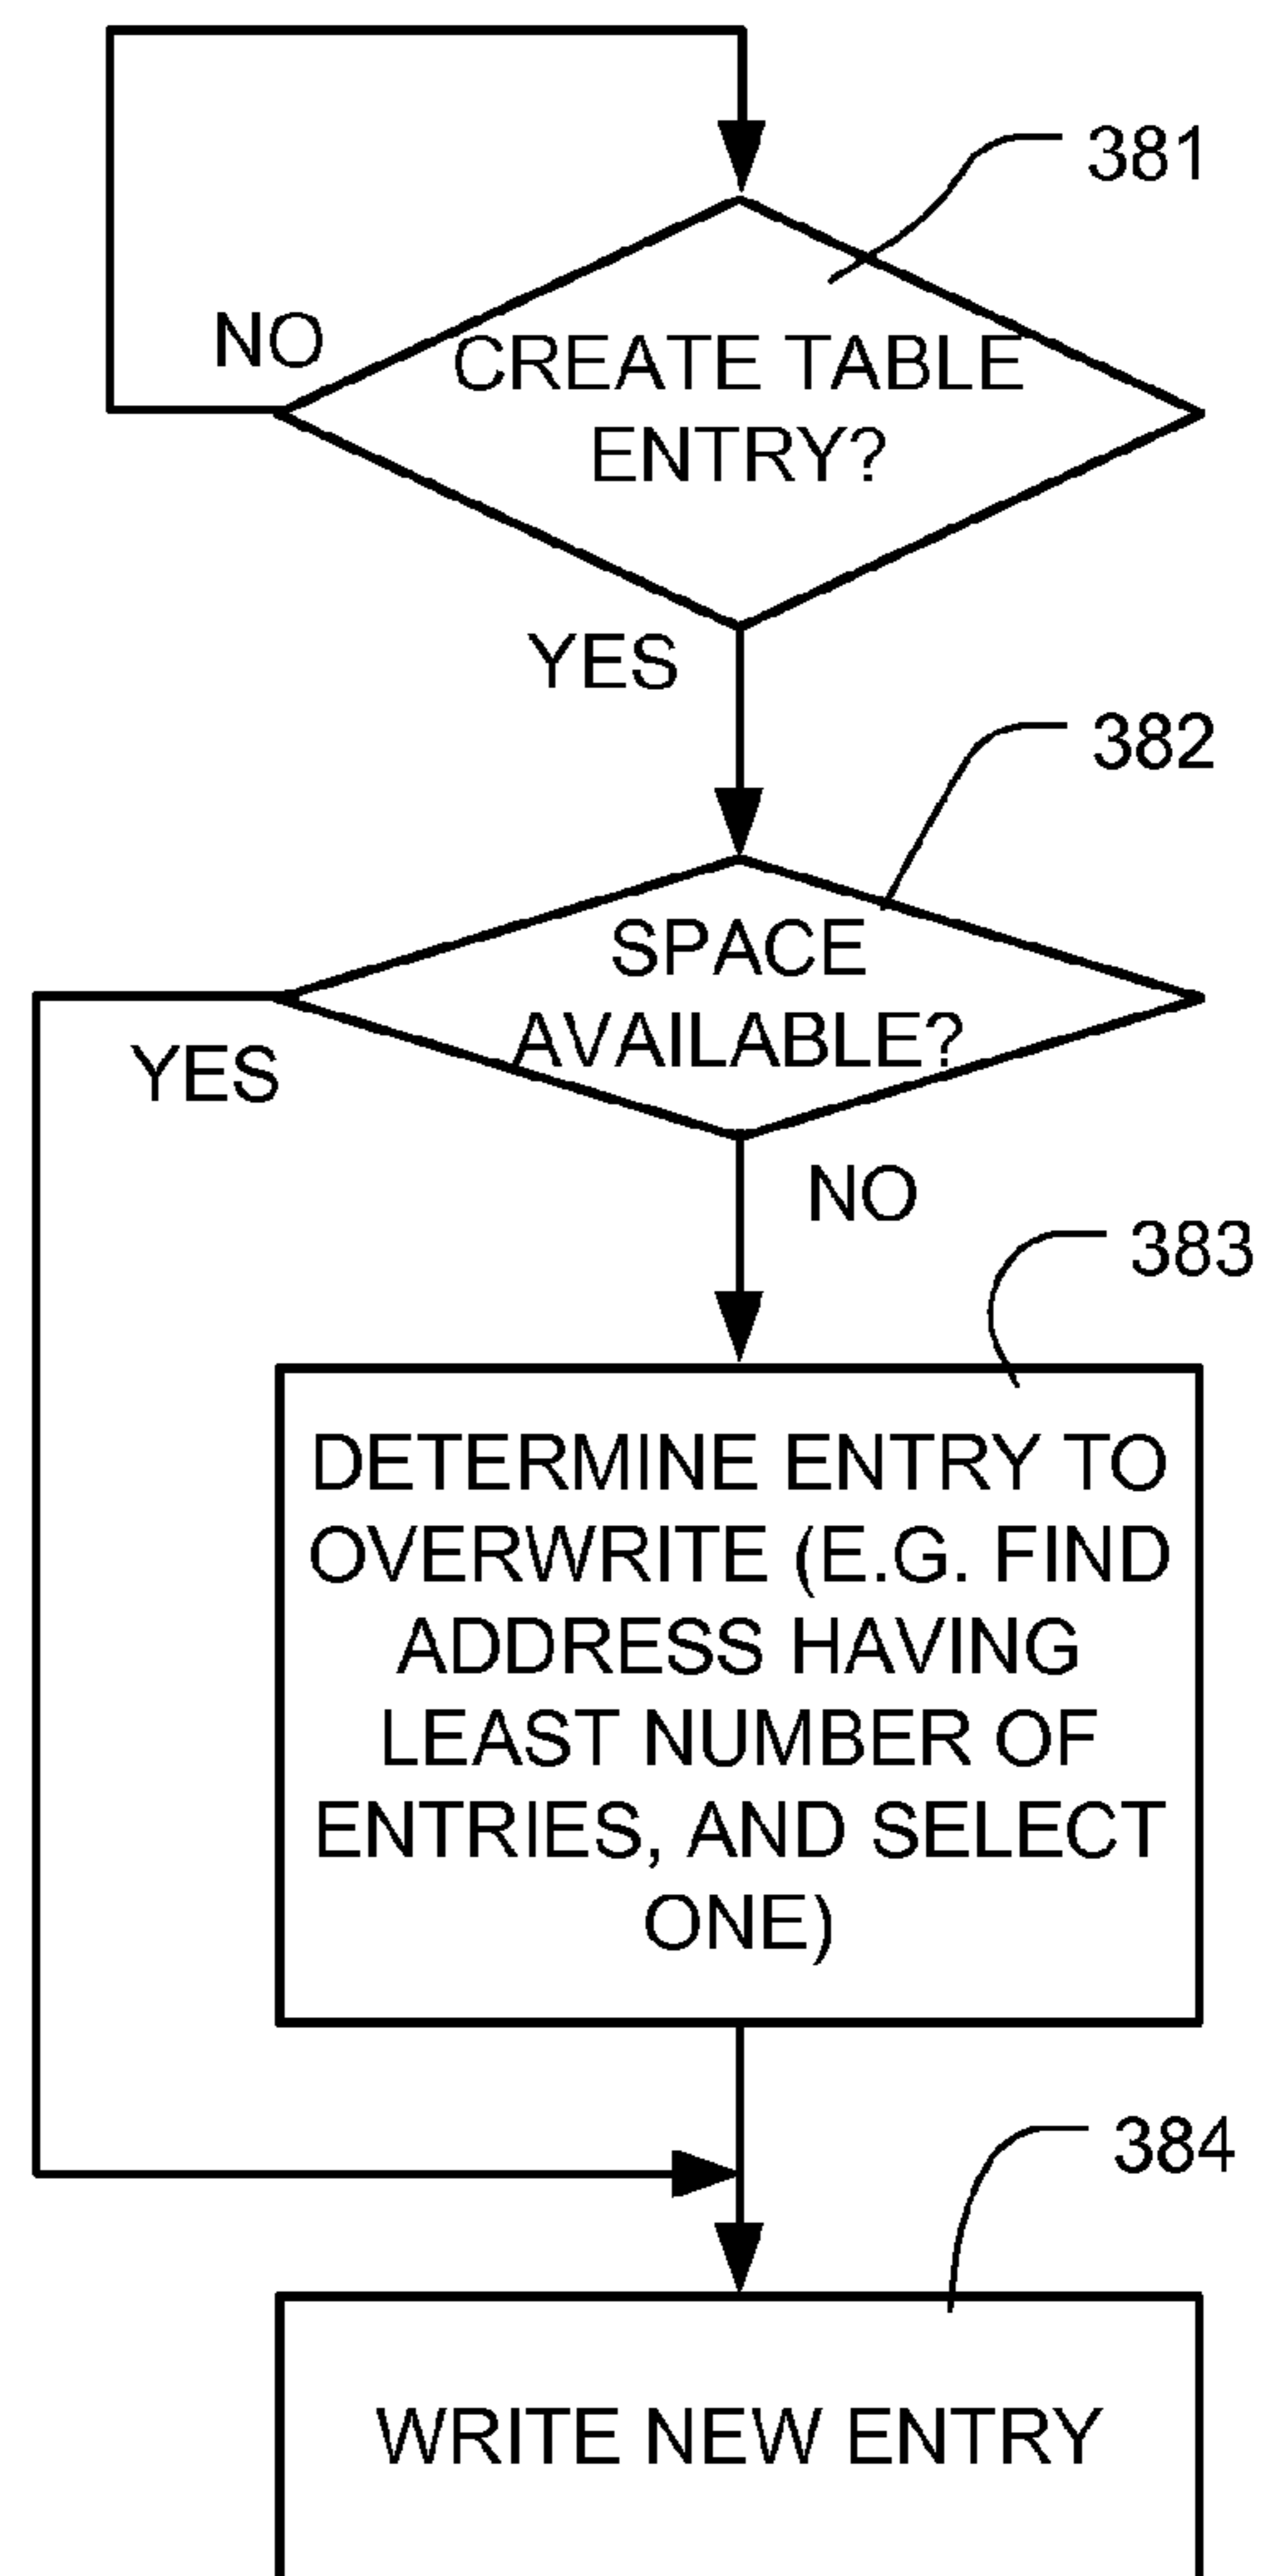 381
NO
CREATE TABLE
ENTRY?
YES
382
SPACE
AVAILABLE?
YES
NO
383
DETERMINE ENTRY TO
OVERWRITE (E.G. FIND
ADDRESS HAVING
LEAST NUMBER OF
ENTRIES, AND SELECT
ONE)
384
WRITE NEW ENTRY